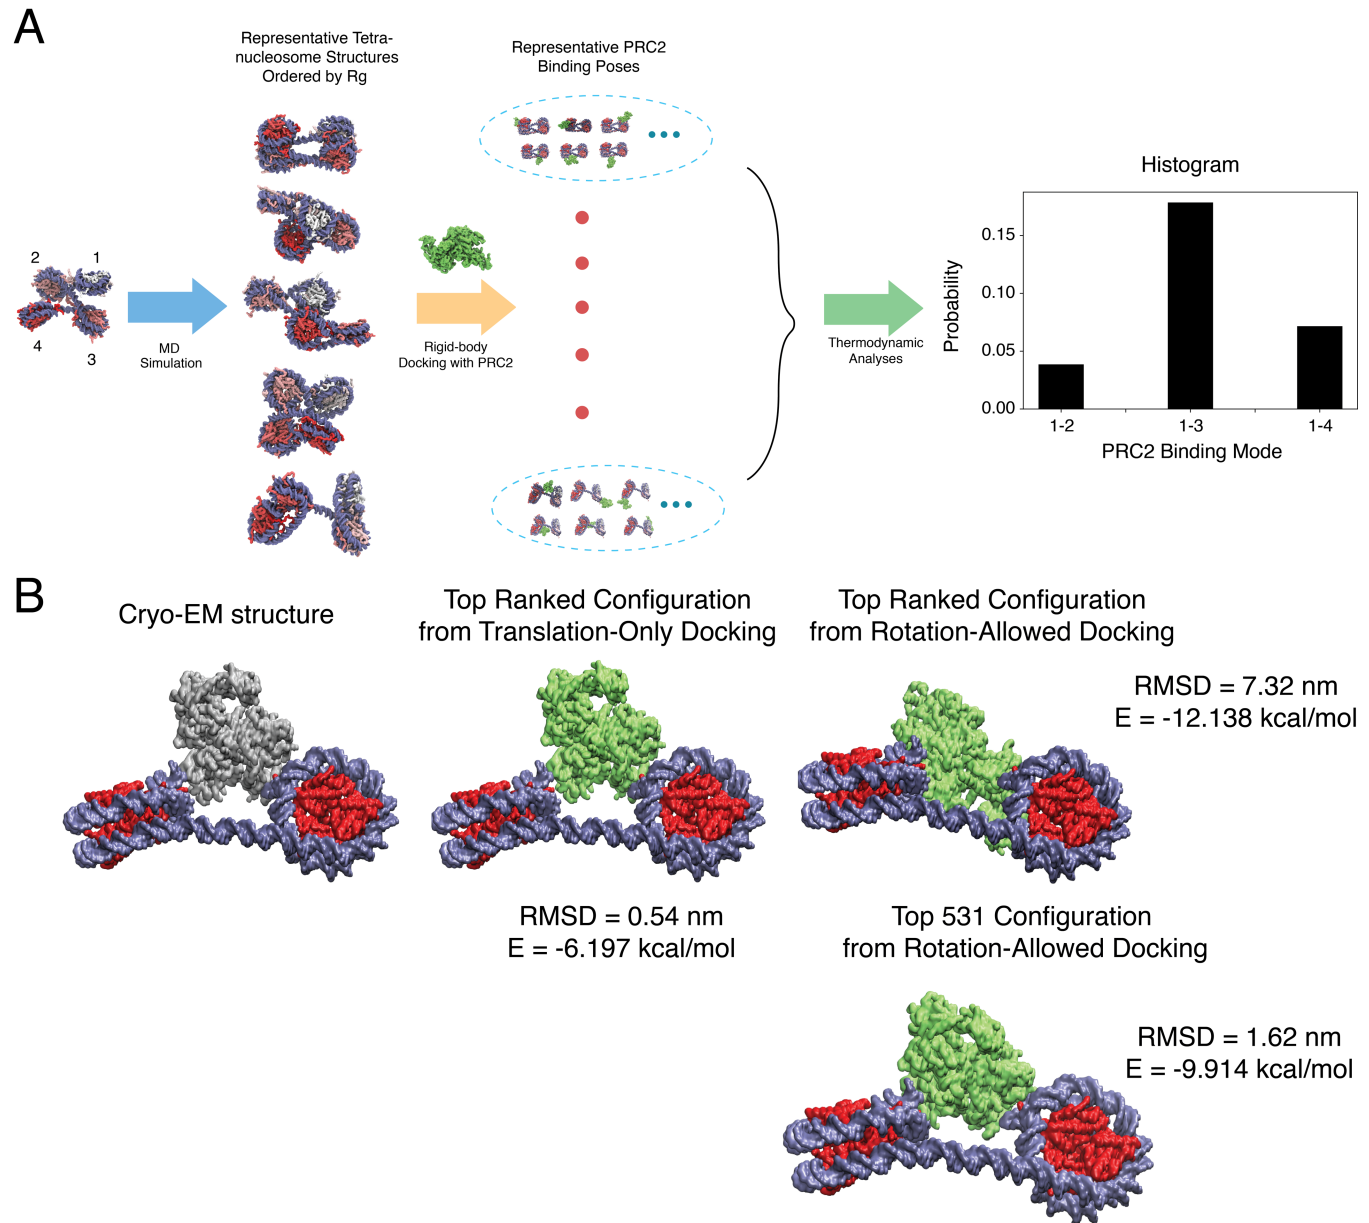 A
Representative Tetra-
nucleosome Structures
Ordered by Rg
Representative PRC2
Binding Poses
2
1
4
3
MD
Simulation
Rigid-body
Docking with PRC2
Thermodynamic
Analyses
Histogram
Probability
0.15
0.10
0.05
0.00
1-2
1-3
1-4
PRC2 Binding Mode
B
Cryo-EM structure
Top Ranked Configuration
from Translation-Only Docking
Top Ranked Configuration
from Rotation-Allowed Docking
RMSD = 7.32 nm
E = -12.138 kcal/mol
RMSD = 0.54 nm
E = -6.197 kcal/mol
Top 531 Configuration
from Rotation-Allowed Docking
RMSD = 1.62 nm
E = -9.914 kcal/mol